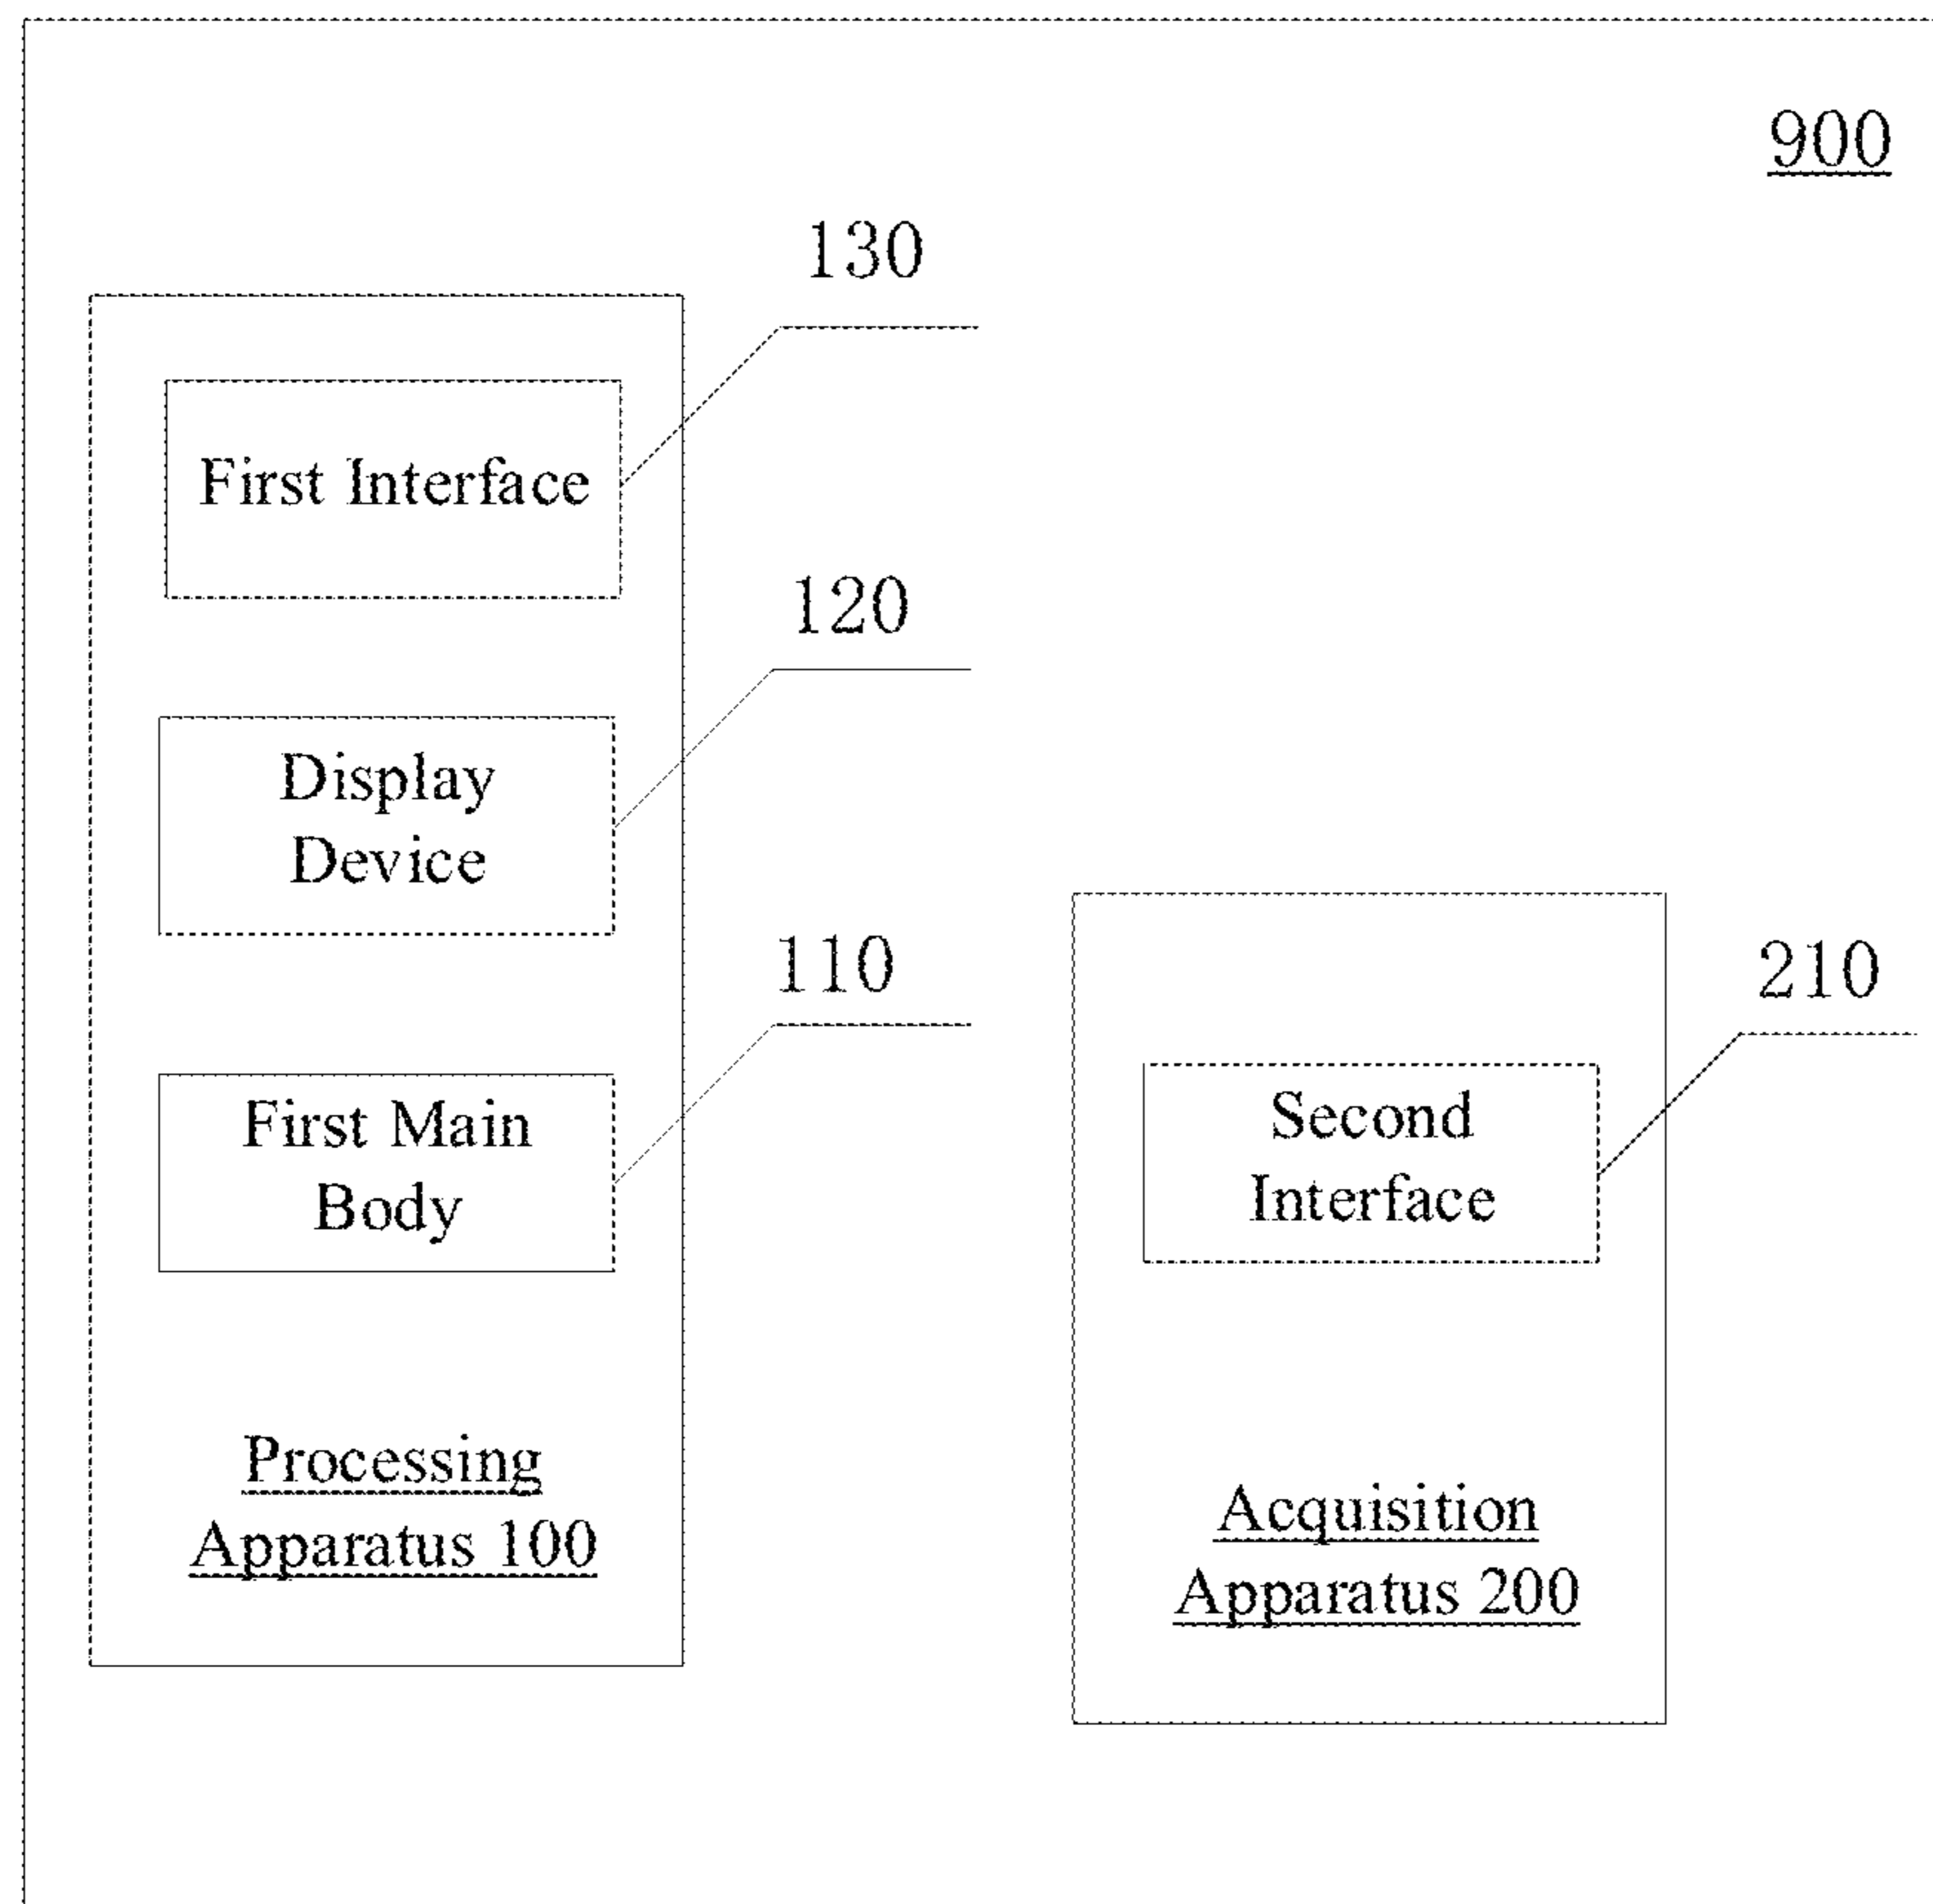 900
130
First Interface
120
Display
Device
110
First Main
Body
Processing
Apparatus 100
210
Second
Interface
Acquisition
Apparatus 200